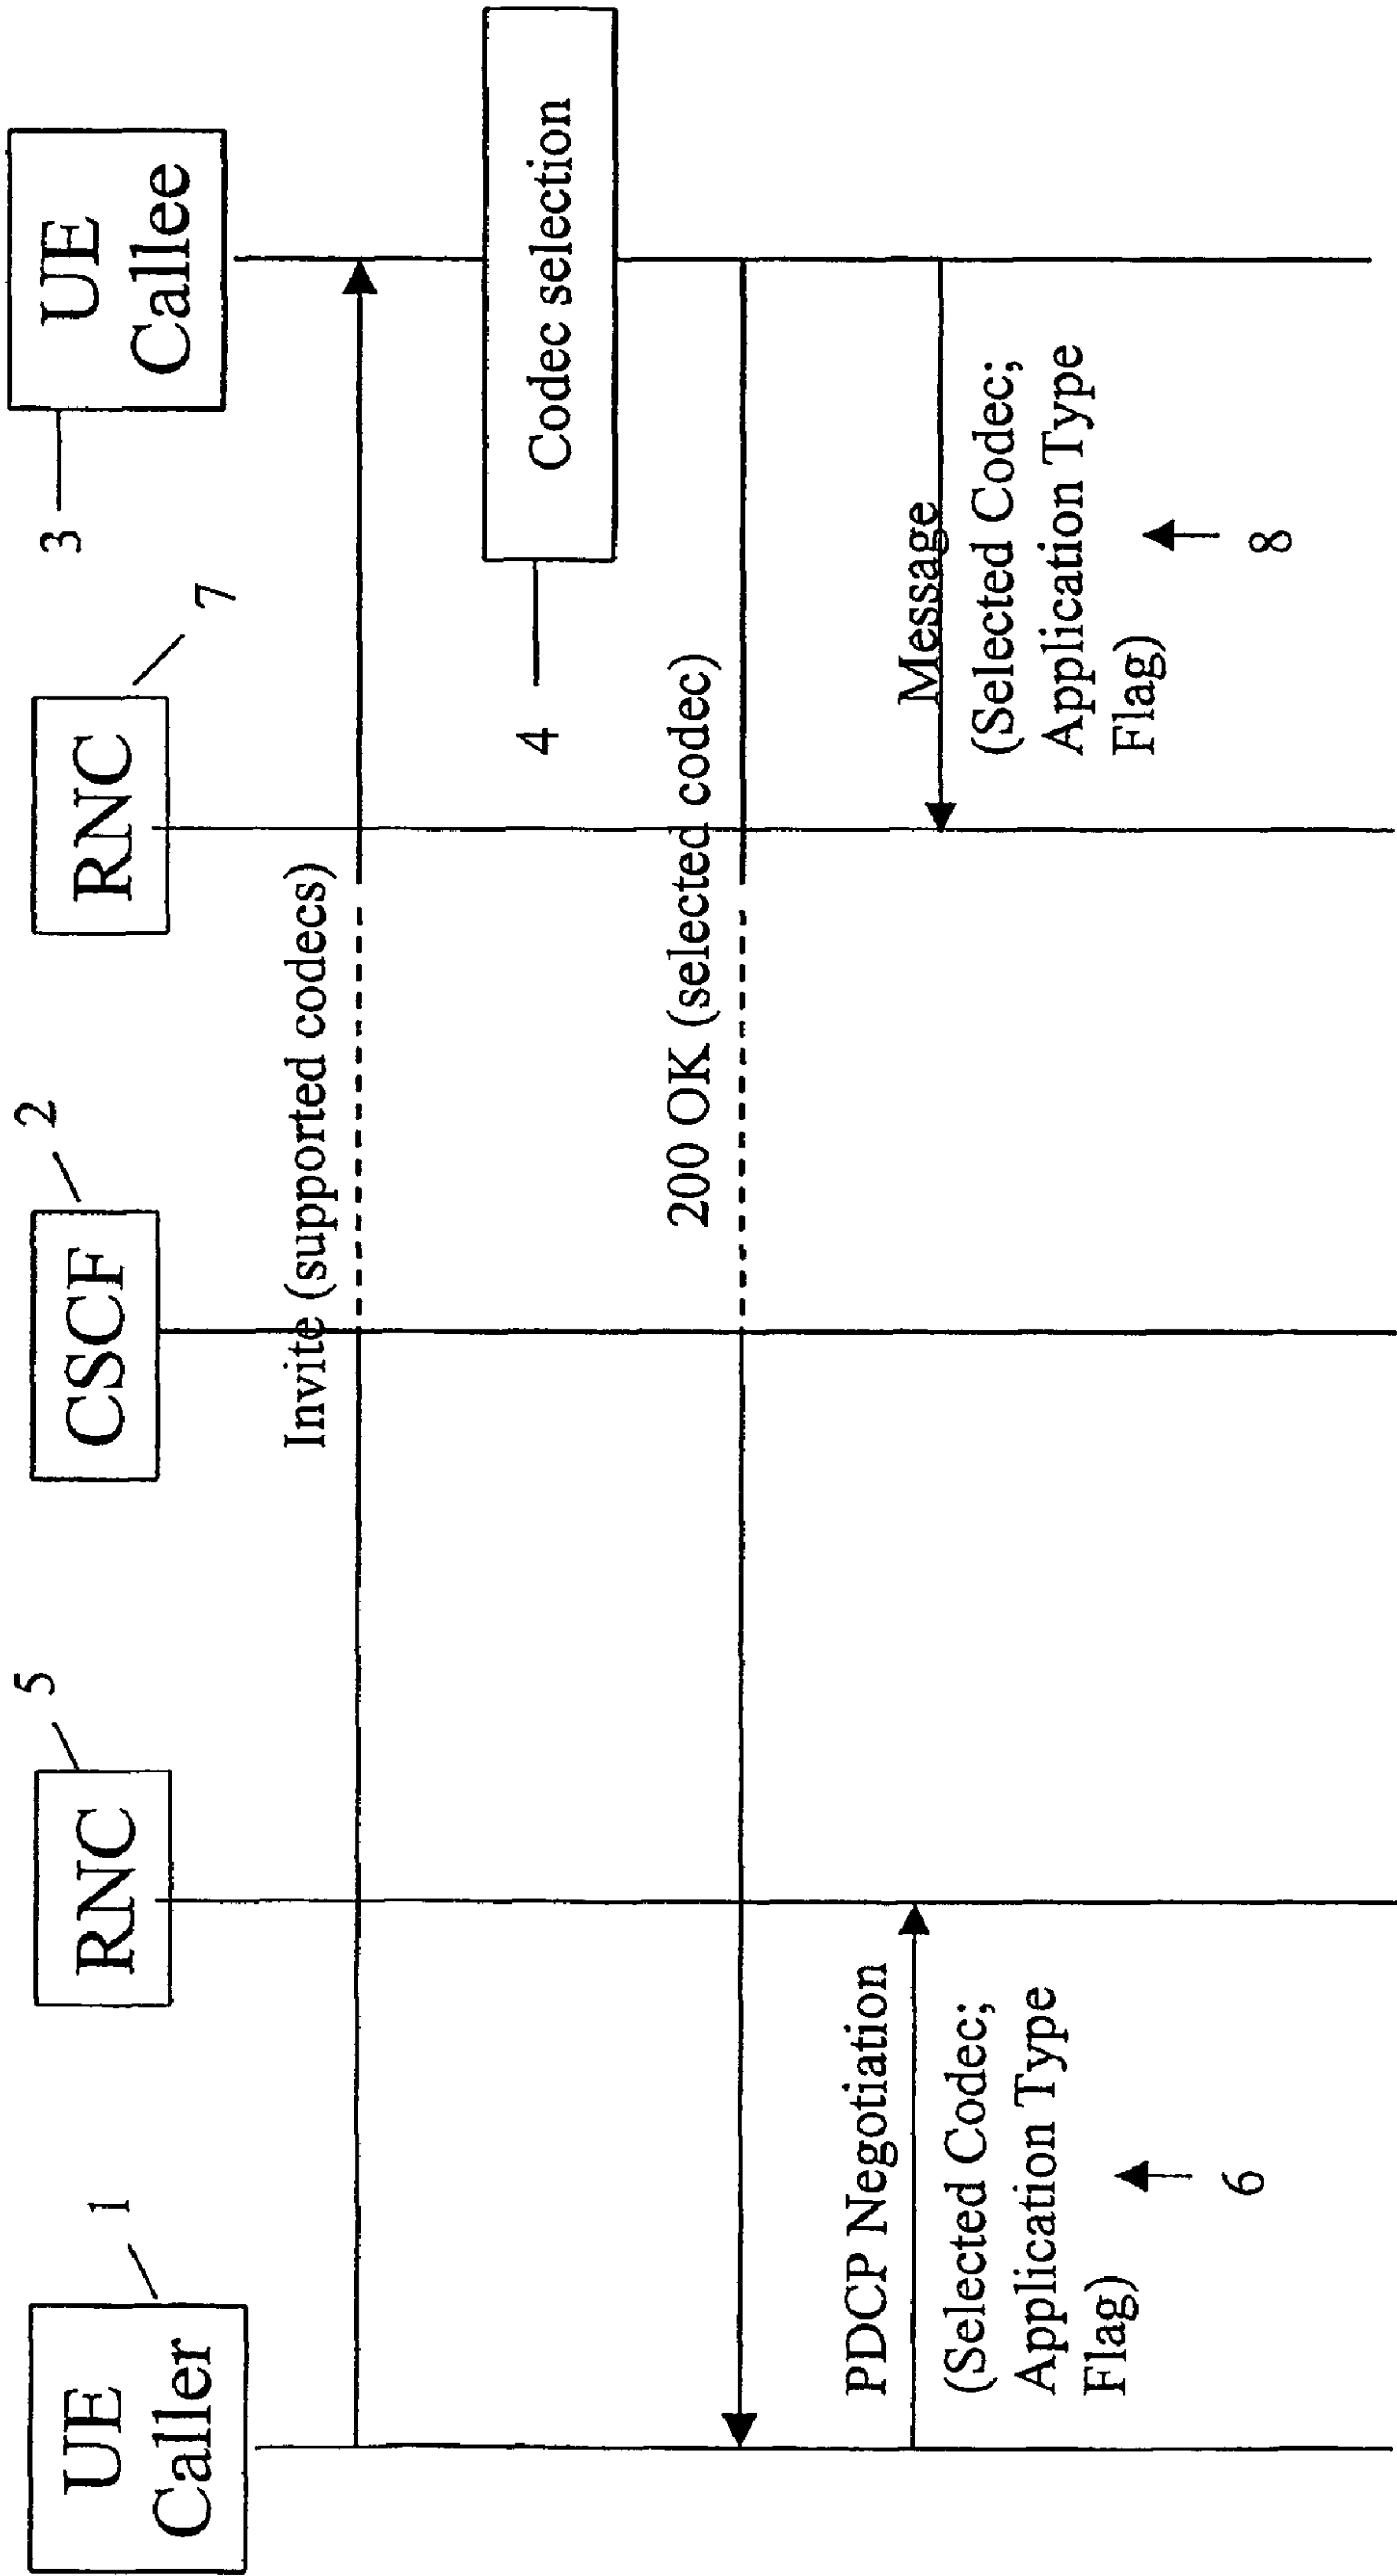 UE
Caller
1
RNC
5
CSCF
2
RNC
7
UE
Callee
3
Invite (supported codecs)
Codec selection
4
200 OK (selected codec)
PDCP Negotiation
(Selected Codec;
Application Type
Flag)
6
Message
(Selected Codec;
Application Type
Flag)
8